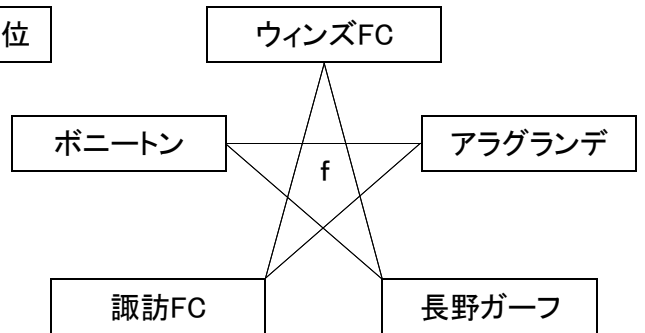 位
ウィンズFC
ボニートン
アラグランデ
f
諏訪FC
長野ガーフ